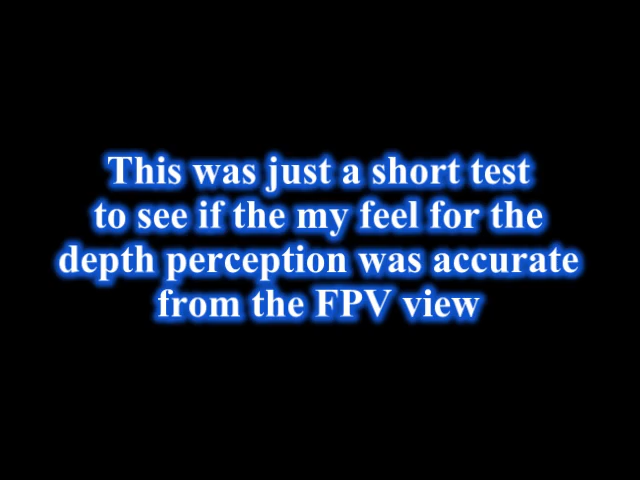 This was just a short test
to see if the my feel for the
depth perception was accurate
from the FPV view